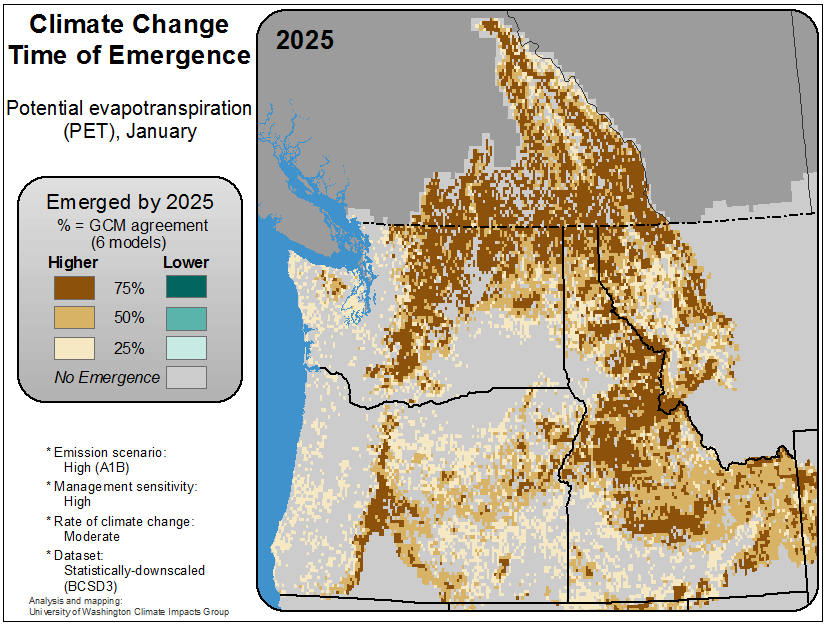 Climate Change
Time of Emergence
Potential evapotranspiration
(PET), January
Emerged by 2025
% = GCM agreement
(6 models)
Higher Lower
75%
50%
25%
No Emergence
* Emission scenario:
High (A1B)
* Management sensitivity:
High
* Rate of climate change:
Moderate
* Dataset:
Statistically-downscaled
(BCSD3)
Analysis and mapping:
University of Washington Climate Impacts Group
2025